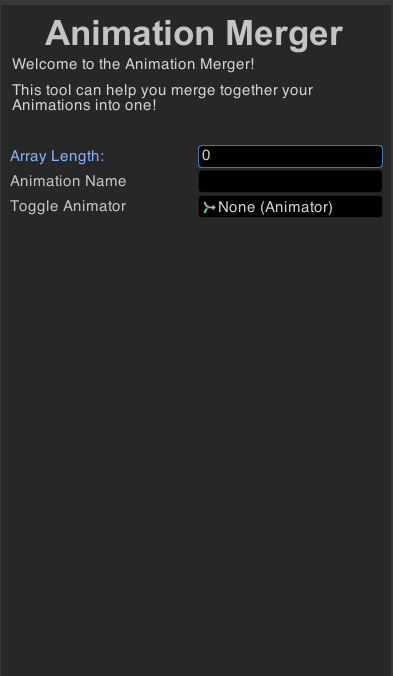 Animation Merger
Welcome to the Animation Merger!
This tool can help you merge together your
Animations into one!
Array Length: 0
Animation Name
Toggle Animator None (Animator)